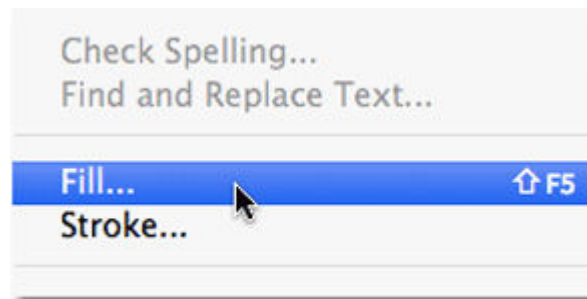 Check Spelling...
Find and Replace Text...
Fill... ⇧F5
Stroke...